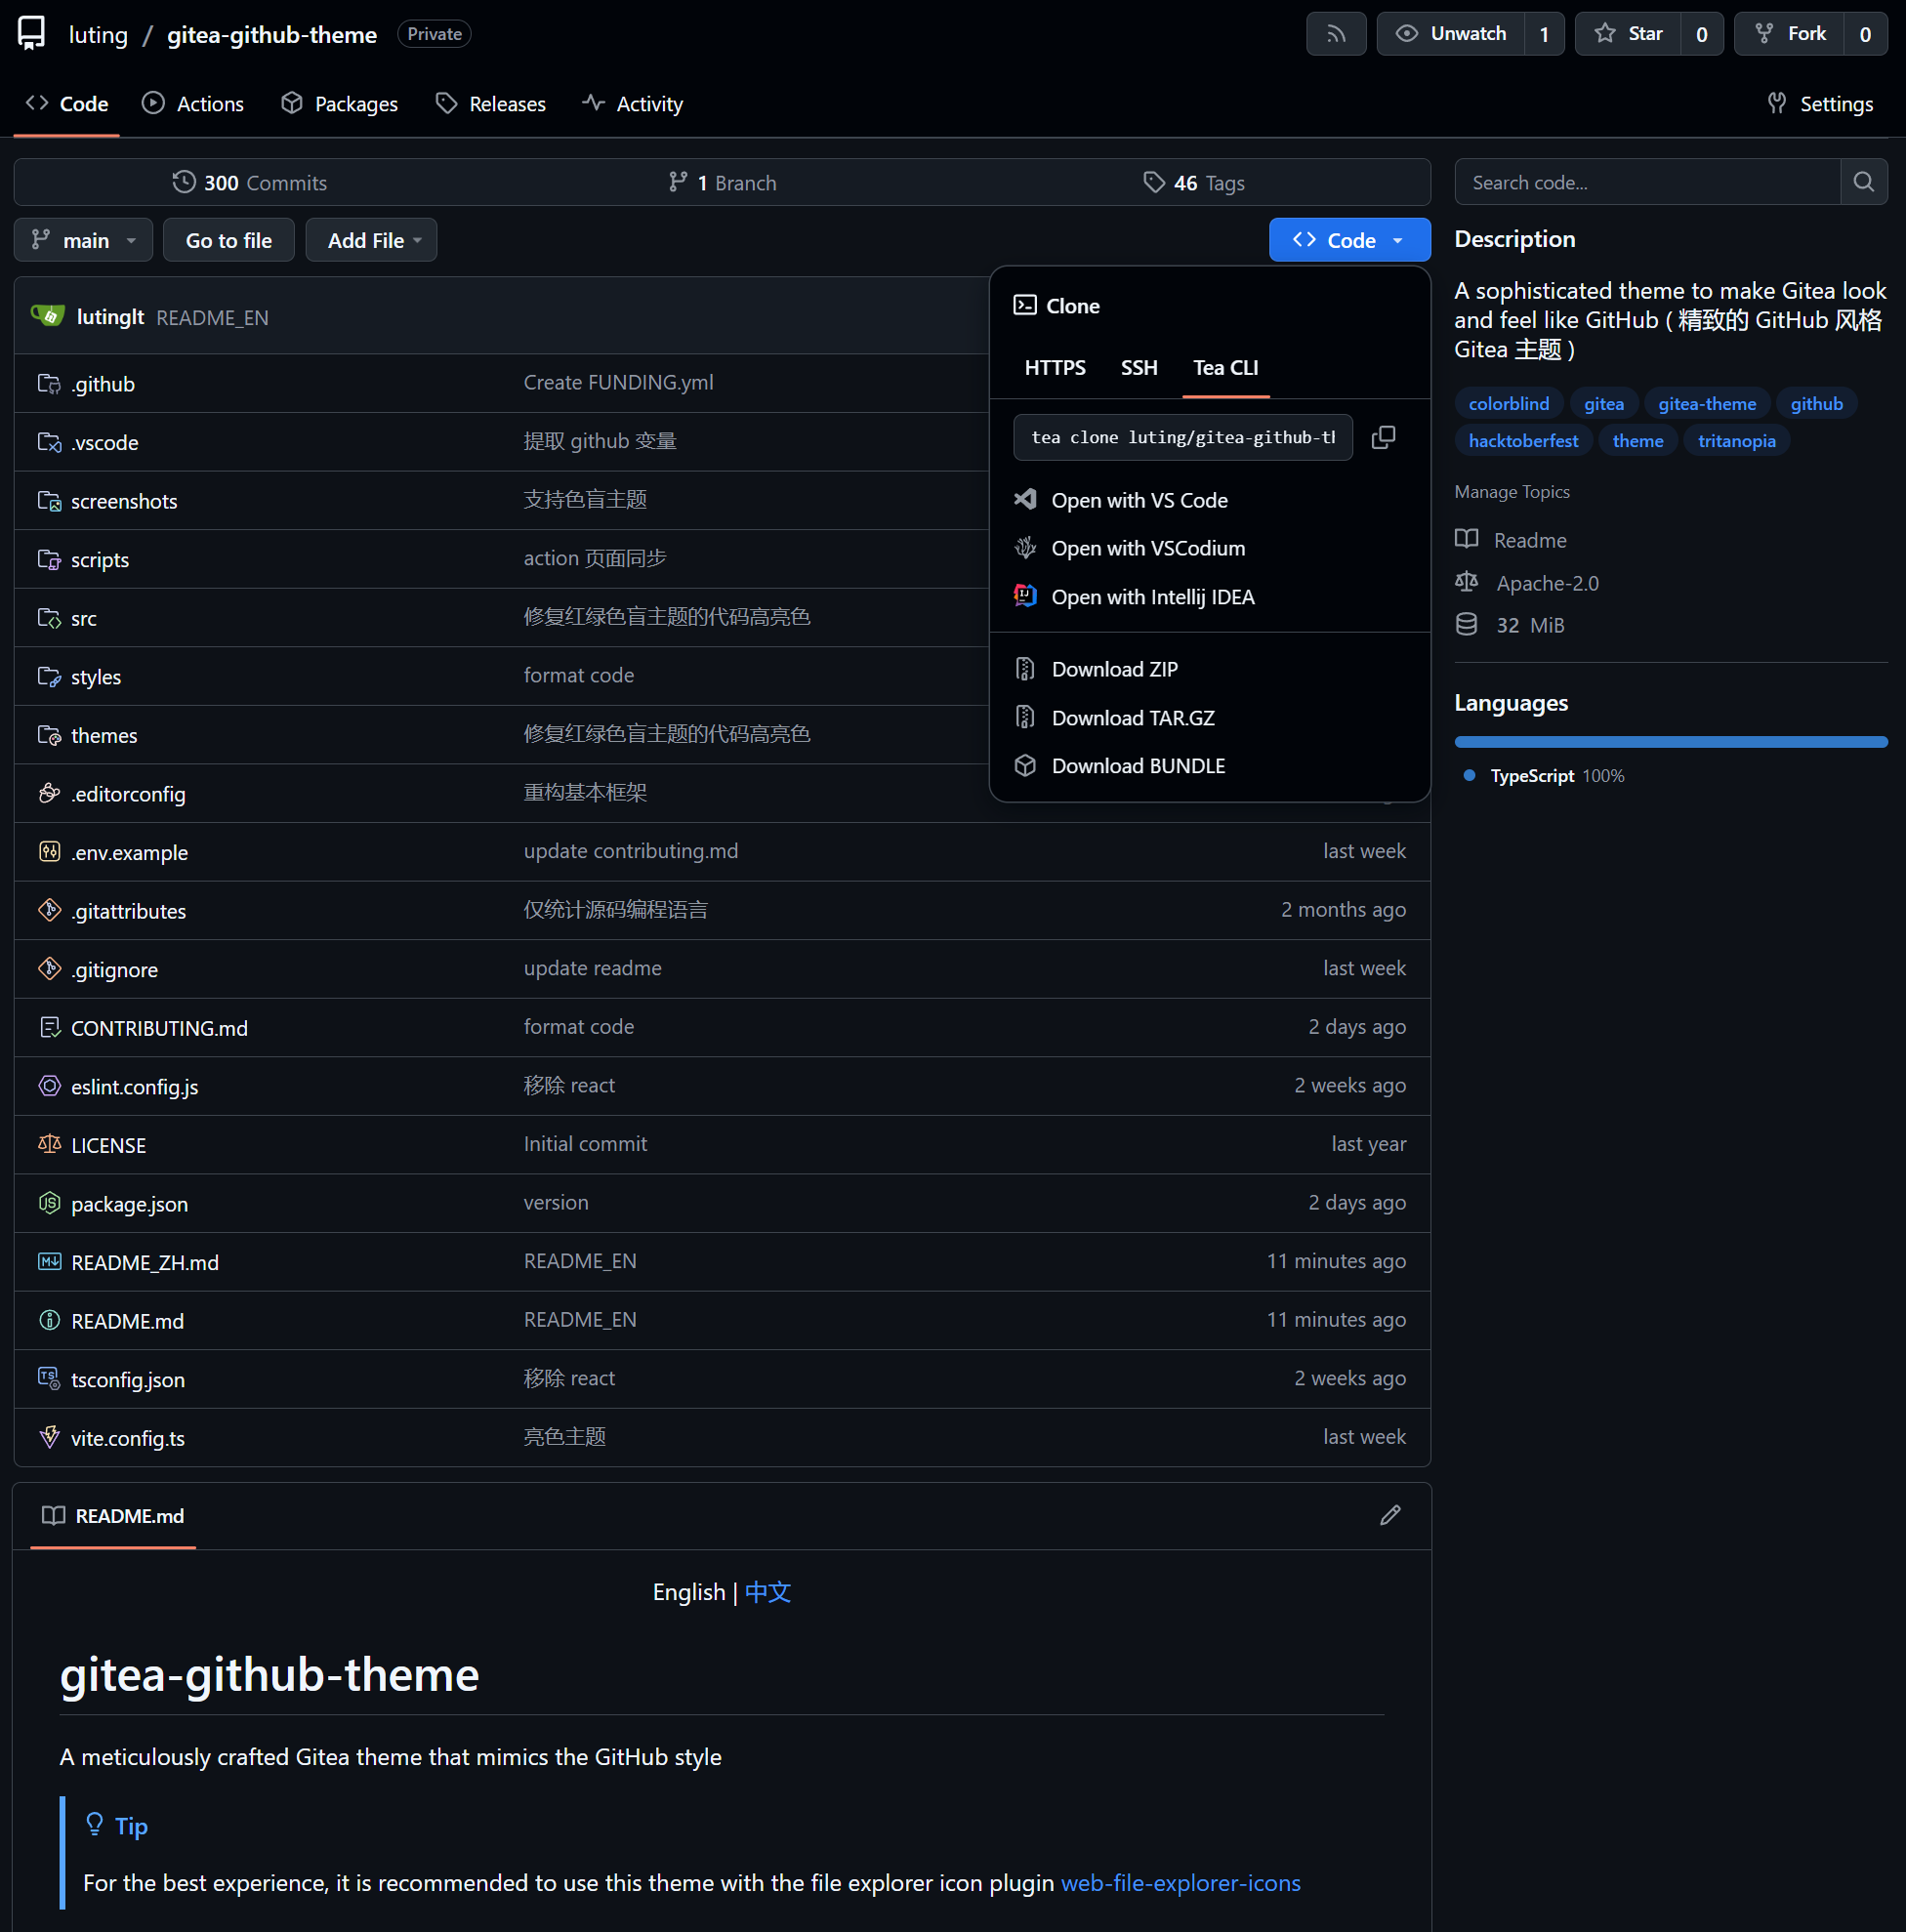 luting / gitea-github-theme Private Unwatch 1 Star 0 Fork 0
Code Actions Packages Releases Activity Settings
300 Commits 1 Branch 46 Tags
Search code...
main Go to file Add File Code
Description
A sophisticated theme to make Gitea look
and feel like GitHub ( 精致的 GitHub 风格
Gitea 主题 )
colorblind gitea gitea-theme github
hacktoberfest theme tritanopia
Manage Topics
Readme
Apache-2.0
32 MiB
Languages
TypeScript 100%
Clone
HTTPS SSH Tea CLI
tea clone luting/gitea-github-th
Open with VS Code
Open with VSCodium
Open with Intellij IDEA
Download ZIP
Download TAR.GZ
Download BUNDLE
lutinglt README_EN
.github Create FUNDING.yml
.vscode 提取 github 变量
screenshots 支持色盲主题
scripts action 页面同步
src 修复红绿色盲主题的代码高亮色
styles format code
themes 修复红绿色盲主题的代码高亮色
.editorconfig 重构基本框架
.env.example update contributing.md last week
.gitattributes 仅统计源码编程语言 2 months ago
.gitignore update readme last week
CONTRIBUTING.md format code 2 days ago
eslint.config.js 移除 react 2 weeks ago
LICENSE Initial commit last year
package.json version 2 days ago
README_ZH.md README_EN 11 minutes ago
README.md README_EN 11 minutes ago
tsconfig.json 移除 react 2 weeks ago
vite.config.ts 亮色主题 last week
README.md
English | 中文
gitea-github-theme
A meticulously crafted Gitea theme that mimics the GitHub style
Tip
For the best experience, it is recommended to use this theme with the file explorer icon plugin web-file-explorer-icons